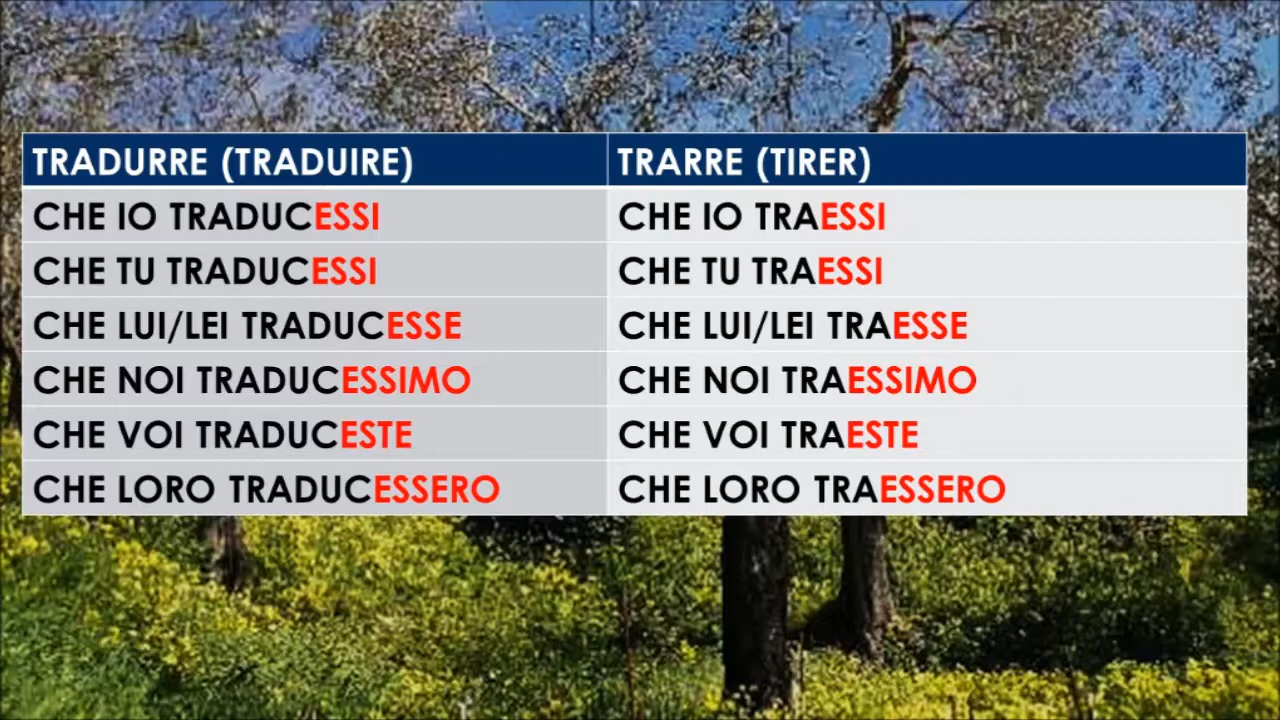 TRADURRE (TRADUIRE) TRARRE (TIRER)
CHE IO TRADUCESSI CHE IO TRAESSI
CHE TU TRADUCESSI CHE TU TRAESSI
CHE LUI/LEI TRADUCESSE CHE LUI/LEI TRAESSE
CHE NOI TRADUCESSIMO CHE NOI TRAESSIMO
CHE VOI TRADUCESTE CHE VOI TRAESTE
CHE LORO TRADUCESSERO CHE LORO TRAESSERO